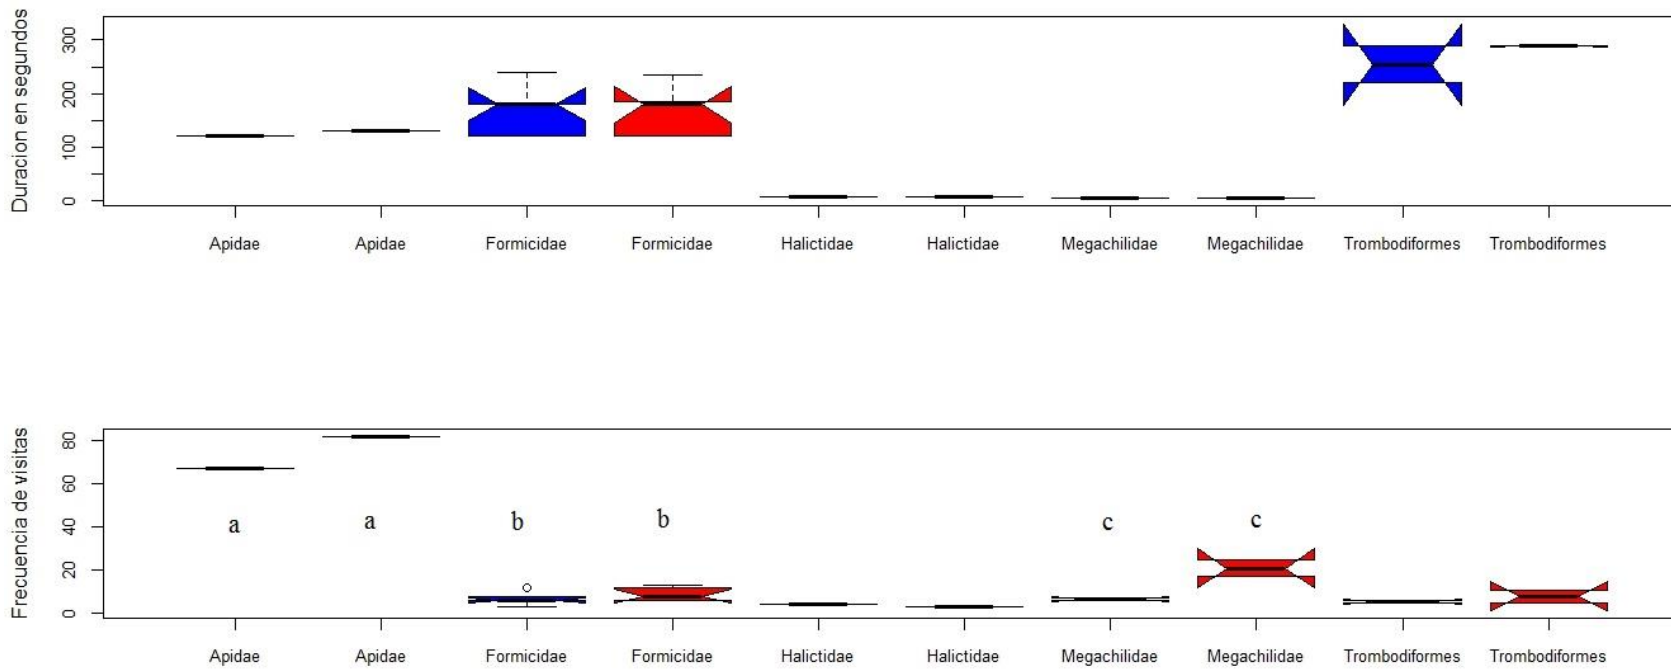 Duracion en segundos
300
200
100
0
Apidae Apidae Formicidae Formicidae Halictidae Halictidae Megachilidae Megachilidae Trombodiformes Trombodiformes
Frecuencia de visitas
80
60
40
20
0
a a b b c c
Apidae Apidae Formicidae Formicidae Halictidae Halictidae Megachilidae Megachilidae Trombodiformes Trombodiformes